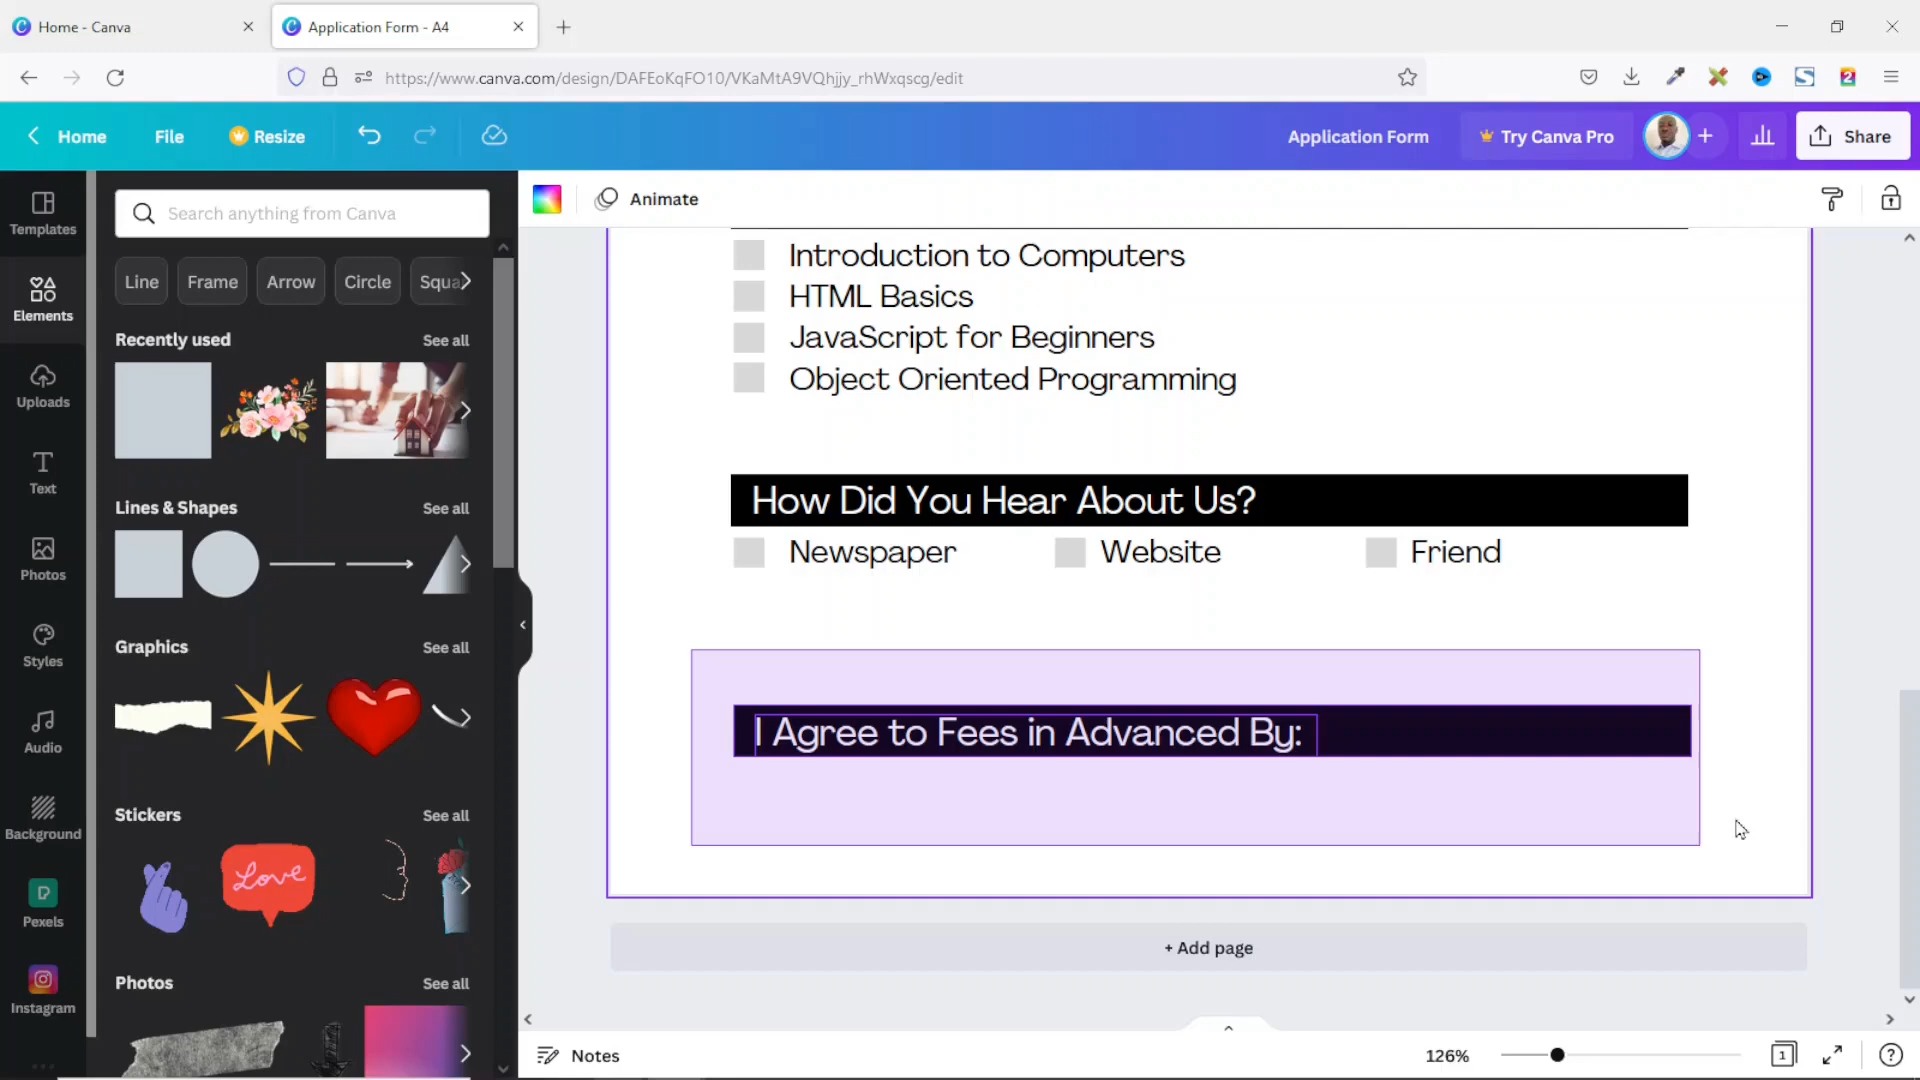 Home - Canva
Application Form - A4
https://www.canva.com/design/DAFEoKqFO10/VKaMtA9VQhjjy_rhWxqscg/edit
2
Home
File
Resize
Application Form
Try Canva Pro
Share
Templates
Elements
Uploads
Text
Photos
Styles
Audio
Background
Pexels
Instagram
Search anything from Canva
Line
Frame
Arrow
Circle
Squa
Recently used
See all
Lines & Shapes
See all
Graphics
See all
Stickers
See all
Love
Photos
See all
Animate
Introduction to Computers
HTML Basics
JavaScript for Beginners
Object Oriented Programming
How Did You Hear About Us?
Newspaper
Website
Friend
I Agree to Fees in Advanced By:
+ Add page
Notes
126%
1